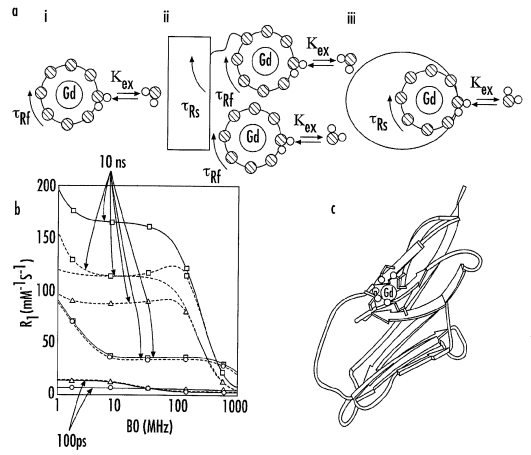 a
i
ii
iii
Gd
τRf
Kex
τRs
Gd
τRf
Kex
Gd
τRf
Kex
Gd
τRs
Kex
b
10 ns
200
150
100
50
0
R1 (mM-1S-1)
1
10
100
1000
B0 (MHz)
100ps
c
Gd